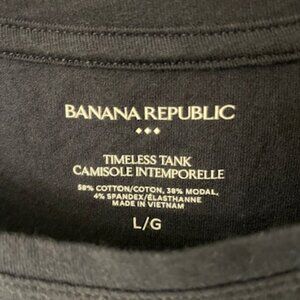 BANANA REPUBLIC
TIMELESS TANK
CAMISOLE INTEMPORELLE
58% COTTON/COTON, 38% MODAL,
4% SPANDEX/ÉLASTHANNE
MADE IN VIETNAM
L/G